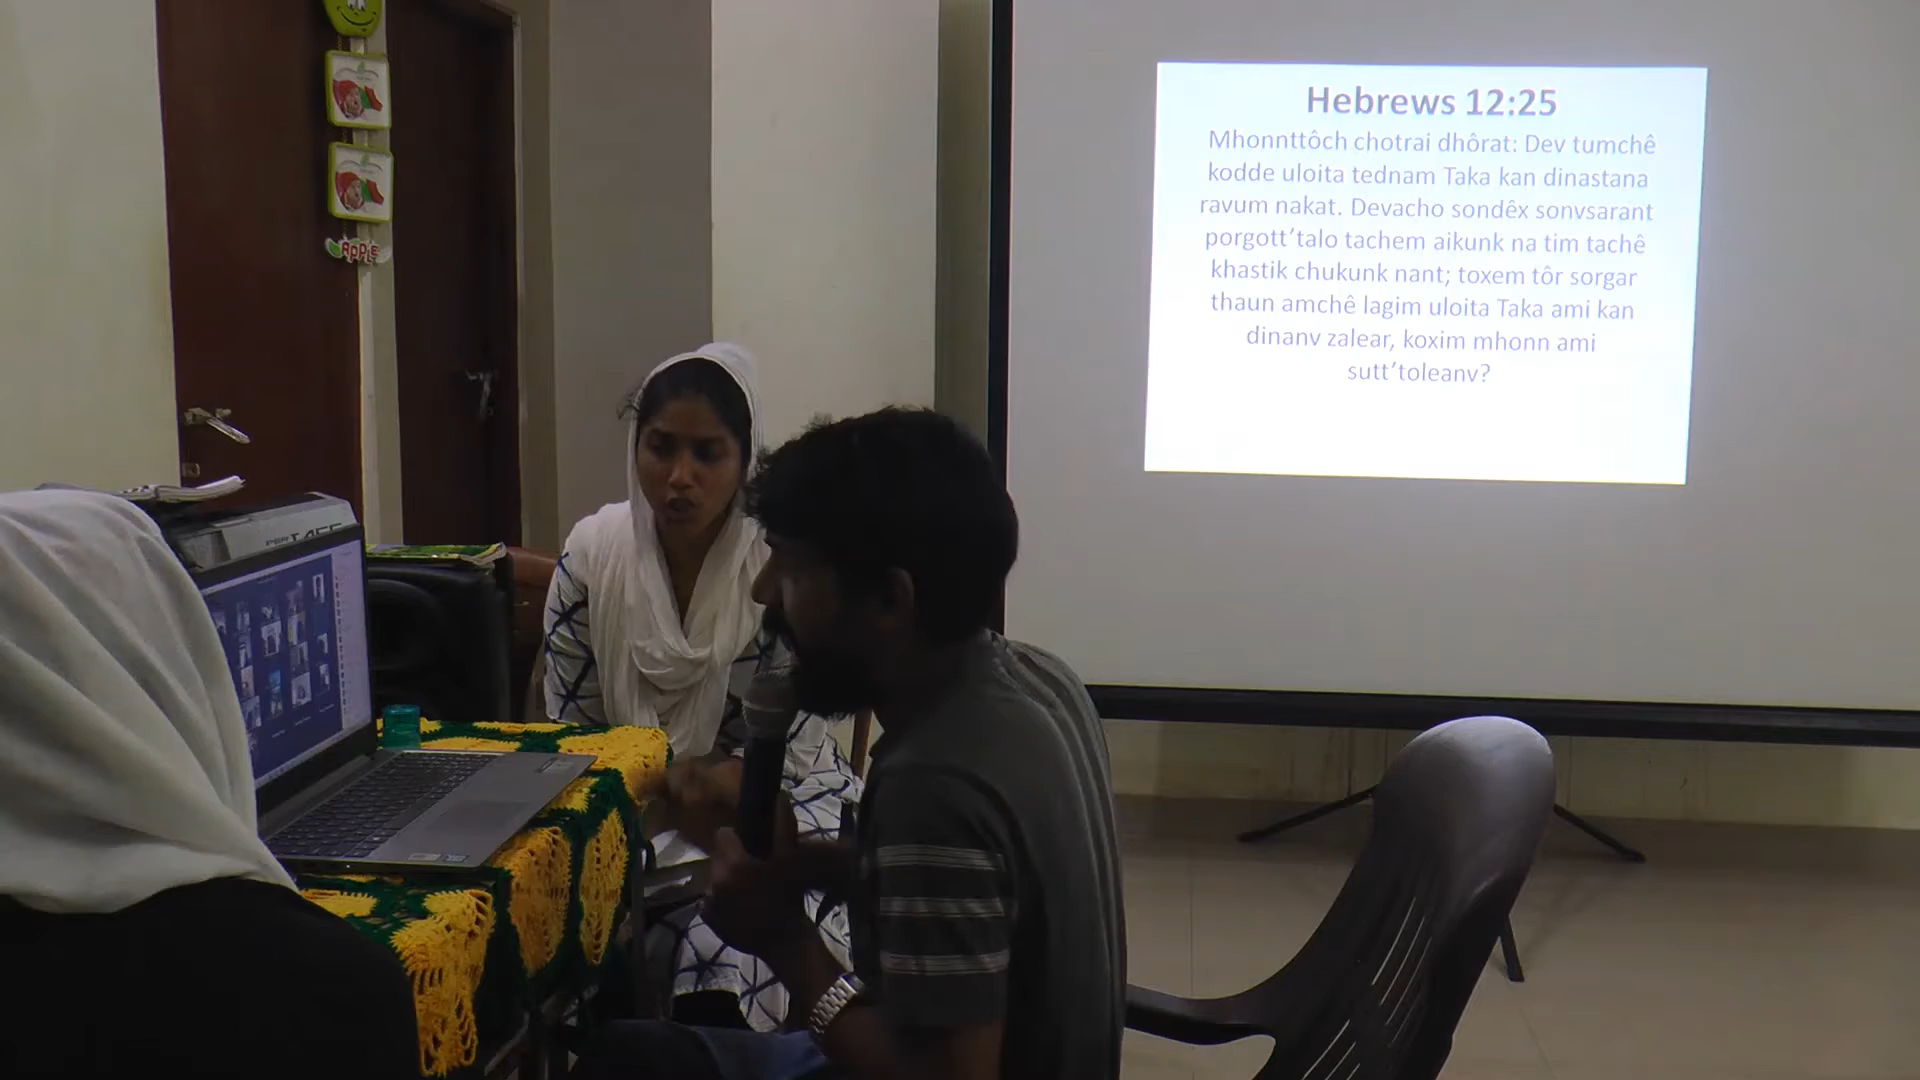 APPLE
Hebrews 12:25
Mhonnttôch chotrai dhôrat: Dev tumchê
kodde uloita tednam Taka kan dinastana
ravum nakat. Devacho sondêx sonvsarant
porgott’talo tachem aikunk na tim tachê
khastik chukunk nant; toxem tôr sorgar
thaun amchê lagim uloita Taka ami kan
dinanv zalear, koxim mhonn ami
sutt’toleanv?